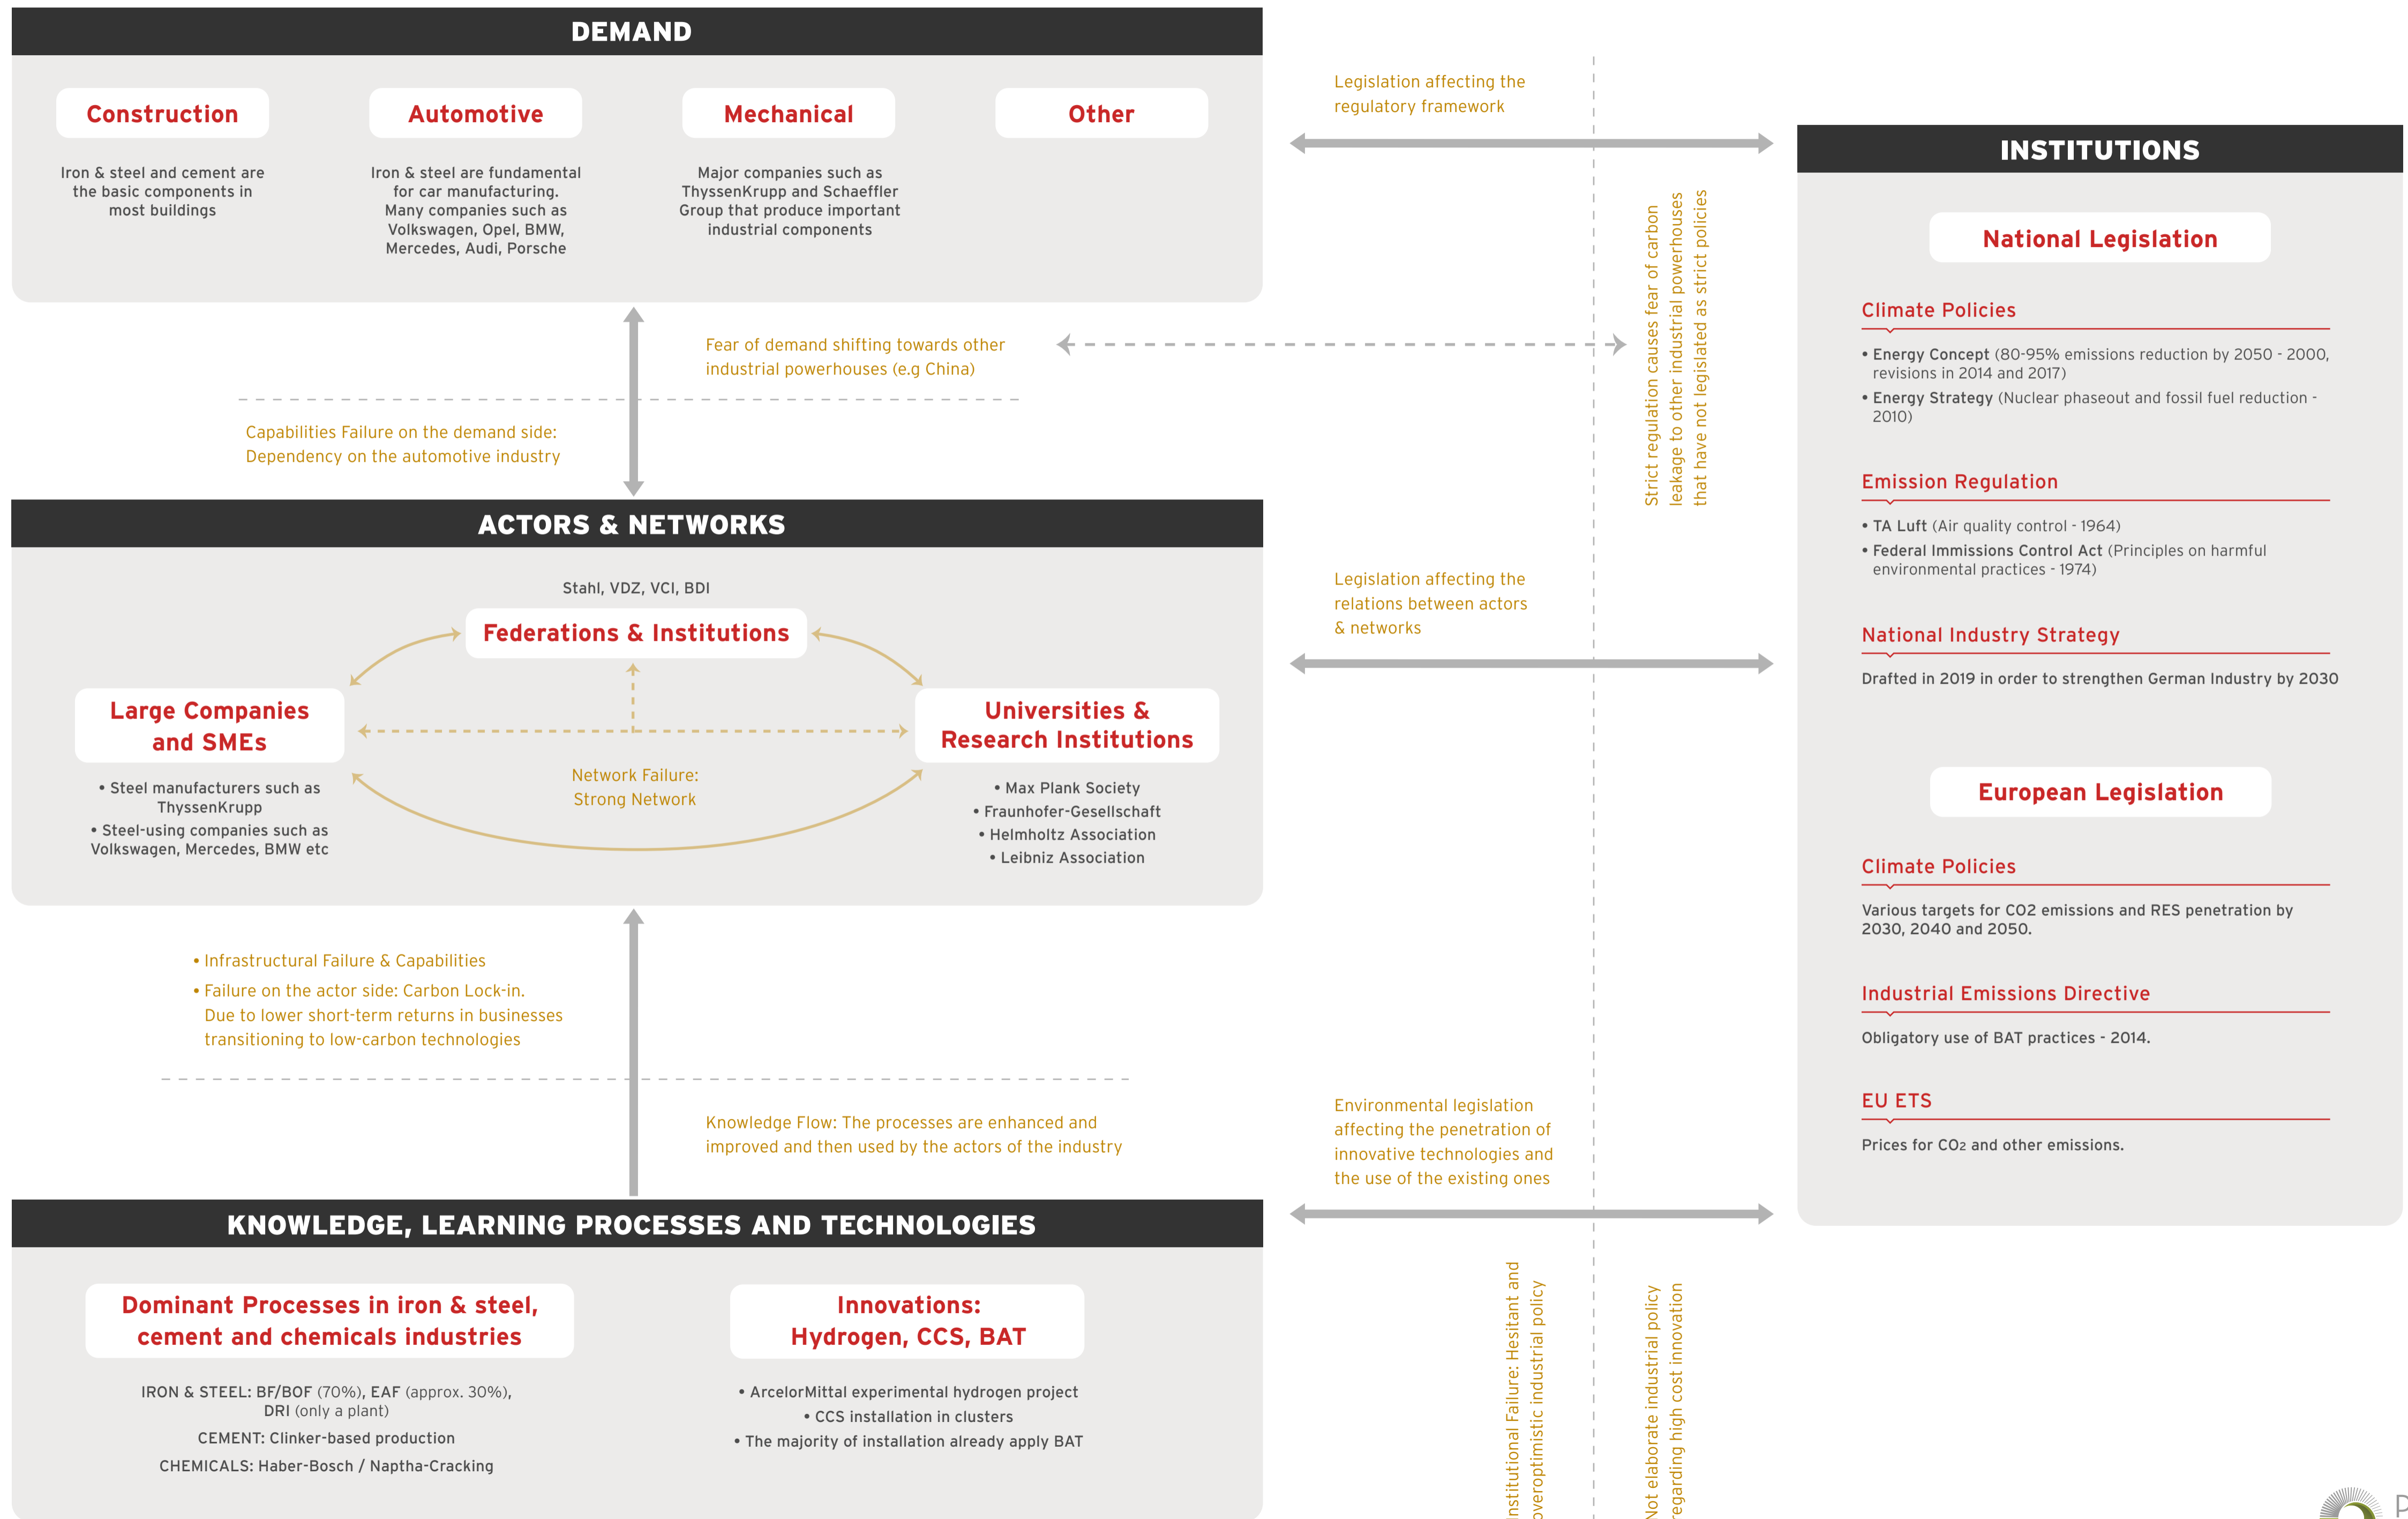 DEMAND
Construction
Iron & steel and cement are
the basic components in
most buildings
Automotive
Iron & steel are fundamental
for car manufacturing.
Many companies such as
Volkswagen, Opel, BMW,
Mercedes, Audi, Porsche
Mechanical
Major companies such as
ThyssenKrupp and Schaeffler
Group that produce important
industrial components
Other
Fear of demand shifting towards other
industrial powerhouses (e.g China)
Capabilities Failure on the demand side:
Dependency on the automotive industry
ACTORS & NETWORKS
Stahl, VDZ, VCI, BDI
Federations & Institutions
Large Companies
and SMEs
• Steel manufacturers such as
ThyssenKrupp
• Steel-using companies such as
Volkswagen, Mercedes, BMW etc
Network Failure:
Strong Network
Universities &
Research Institutions
• Max Plank Society
• Fraunhofer-Gesellschaft
• Helmholtz Association
• Leibniz Association
• Infrastructural Failure & Capabilities
• Failure on the actor side: Carbon Lock-in.
Due to lower short-term returns in businesses
transitioning to low-carbon technologies
Knowledge Flow: The processes are enhanced and
improved and then used by the actors of the industry
KNOWLEDGE, LEARNING PROCESSES AND TECHNOLOGIES
Dominant Processes in iron & steel,
cement and chemicals industries
IRON & STEEL: BF/BOF (70%), EAF (approx. 30%),
DRI (only a plant)
CEMENT: Clinker-based production
CHEMICALS: Haber-Bosch / Naptha-Cracking
Innovations:
Hydrogen, CCS, BAT
• ArcelorMittal experimental hydrogen project
• CCS installation in clusters
• The majority of installation already apply BAT
Legislation affecting the
regulatory framework
Strict regulation causes fear of carbon
leakage to other industrial powerhouses
that have not legislated as strict policies
Legislation affecting the
relations between actors
& networks
Environmental legislation
affecting the penetration of
innovative technologies and
the use of the existing ones
Institutional Failure: Hesitant and
overoptimistic industrial policy
Not elaborate industrial policy
regarding high cost innovation
INSTITUTIONS
National Legislation
Climate Policies
• Energy Concept (80-95% emissions reduction by 2050 - 2000,
revisions in 2014 and 2017)
• Energy Strategy (Nuclear phaseout and fossil fuel reduction -
2010)
Emission Regulation
• TA Luft (Air quality control - 1964)
• Federal Immissions Control Act (Principles on harmful
environmental practices - 1974)
National Industry Strategy
Drafted in 2019 in order to strengthen German Industry by 2030
European Legislation
Climate Policies
Various targets for CO2 emissions and RES penetration by
2030, 2040 and 2050.
Industrial Emissions Directive
Obligatory use of BAT practices - 2014.
EU ETS
Prices for CO2 and other emissions.